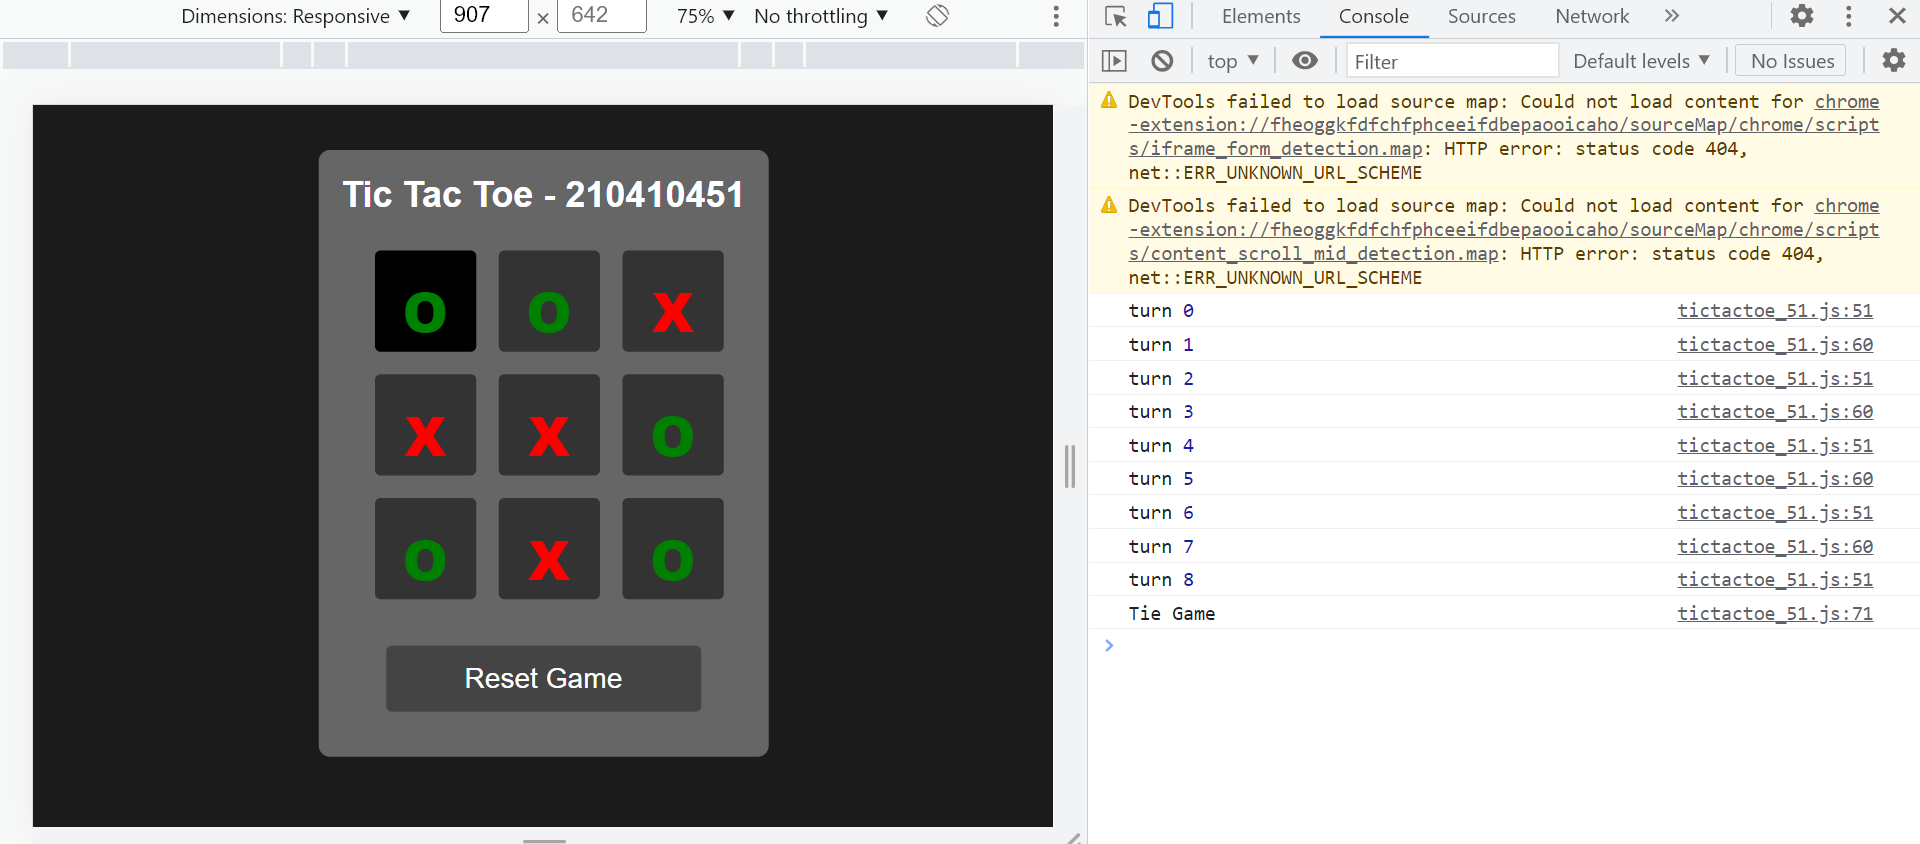 Dimensions: Responsive ▼ 907 × 642 75% ▼ No throttling ▼
Elements Console Sources Network »
top ▼ Filter Default levels ▼ No Issues
Tic Tac Toe - 210410451
o o x
x x o
o x o
Reset Game
DevTools failed to load source map: Could not load content for chrome
-extension://fheoggkfdfchfphceeifdbepaooicaho/sourceMap/chrome/script
s/iframe_form_detection.map: HTTP error: status code 404,
net::ERR_UNKNOWN_URL_SCHEME
DevTools failed to load source map: Could not load content for chrome
-extension://fheoggkfdfchfphceeifdbepaooicaho/sourceMap/chrome/script
s/content_scroll_mid_detection.map: HTTP error: status code 404,
net::ERR_UNKNOWN_URL_SCHEME
turn 0 tictactoe_51.js:51
turn 1 tictactoe_51.js:60
turn 2 tictactoe_51.js:51
turn 3 tictactoe_51.js:60
turn 4 tictactoe_51.js:51
turn 5 tictactoe_51.js:60
turn 6 tictactoe_51.js:51
turn 7 tictactoe_51.js:60
turn 8 tictactoe_51.js:51
Tie Game tictactoe_51.js:71
>